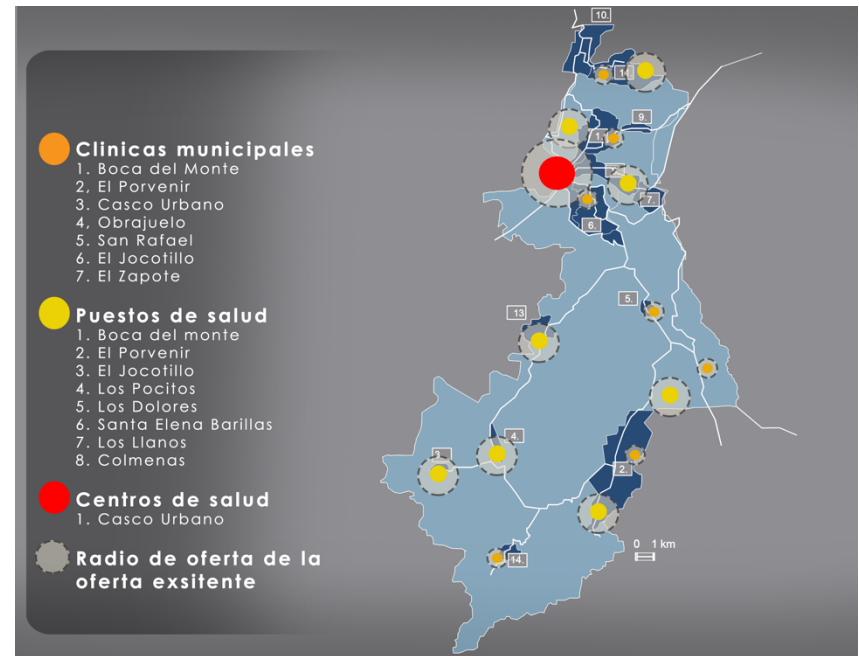 Clinicas municipales
1. Boca del Monte
2, El Porvenir
3. Casco Urbano
4, Obrajuelo
5. San Rafael
6. El Jocotillo
7. El Zapote
Puestos de salud
1. Boca del monte
2. El Porvenir
3. El Jocotillo
4. Los Pocitos
5. Los Dolores
6. Santa Elena Barillas
7. Los Llanos
8. Colmenas
Centros de salud
1. Casco Urbano
Radio de oferta de la
oferta exsitente
10.
9.
1.
7.
6.
5.
13
4.
3.
2.
14.
0 1 km